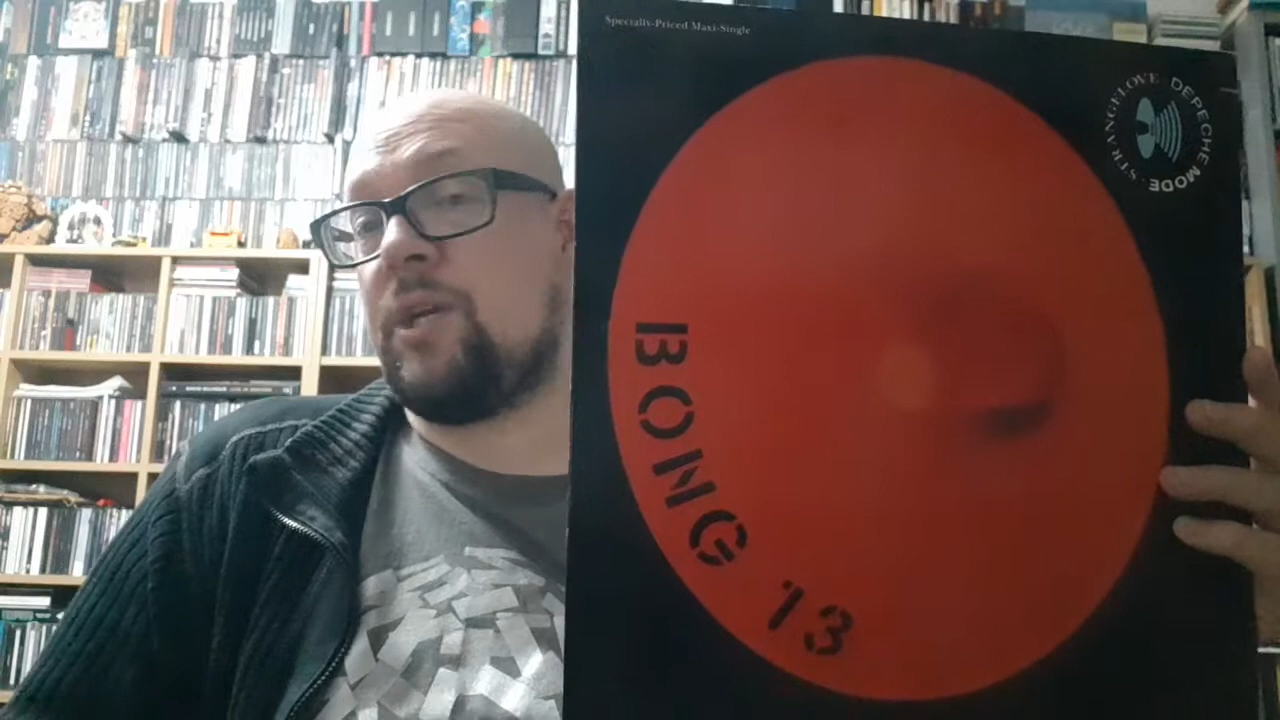 Specially-Priced Maxi-Single
STRANGELOVE · DEPECHE MODE ·
BONG 13